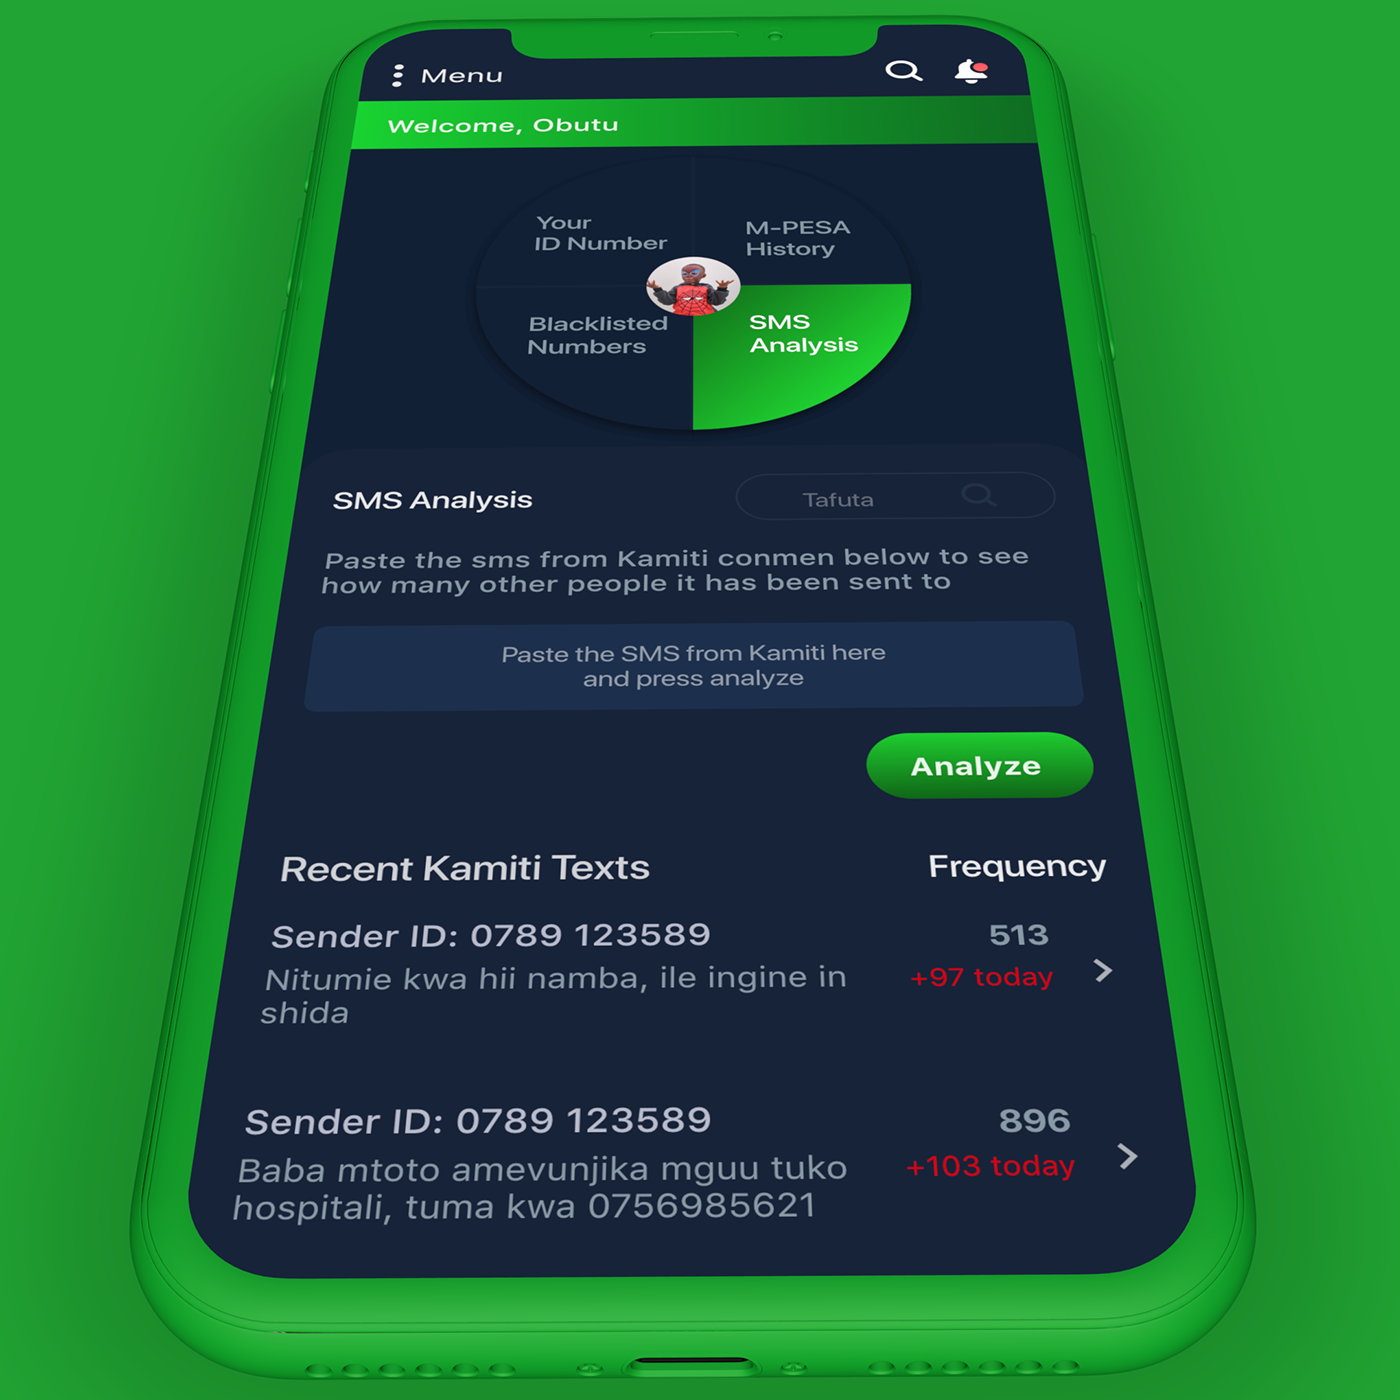 Menu
Welcome, Obutu
Your
ID Number
M-PESA
History
Blacklisted
Numbers
SMS
Analysis
SMS Analysis
Tafuta
Paste the sms from Kamiti conmen below to see
how many other people it has been sent to
Paste the SMS from Kamiti here
and press analyze
Analyze
Recent Kamiti Texts
Frequency
Sender ID: 0789 123589
513
Nitumie kwa hii namba, ile ingine in
+97 today
shida
Sender ID: 0789 123589
896
Baba mtoto amevunjika mguu tuko
+103 today
hospitali, tuma kwa 0756985621